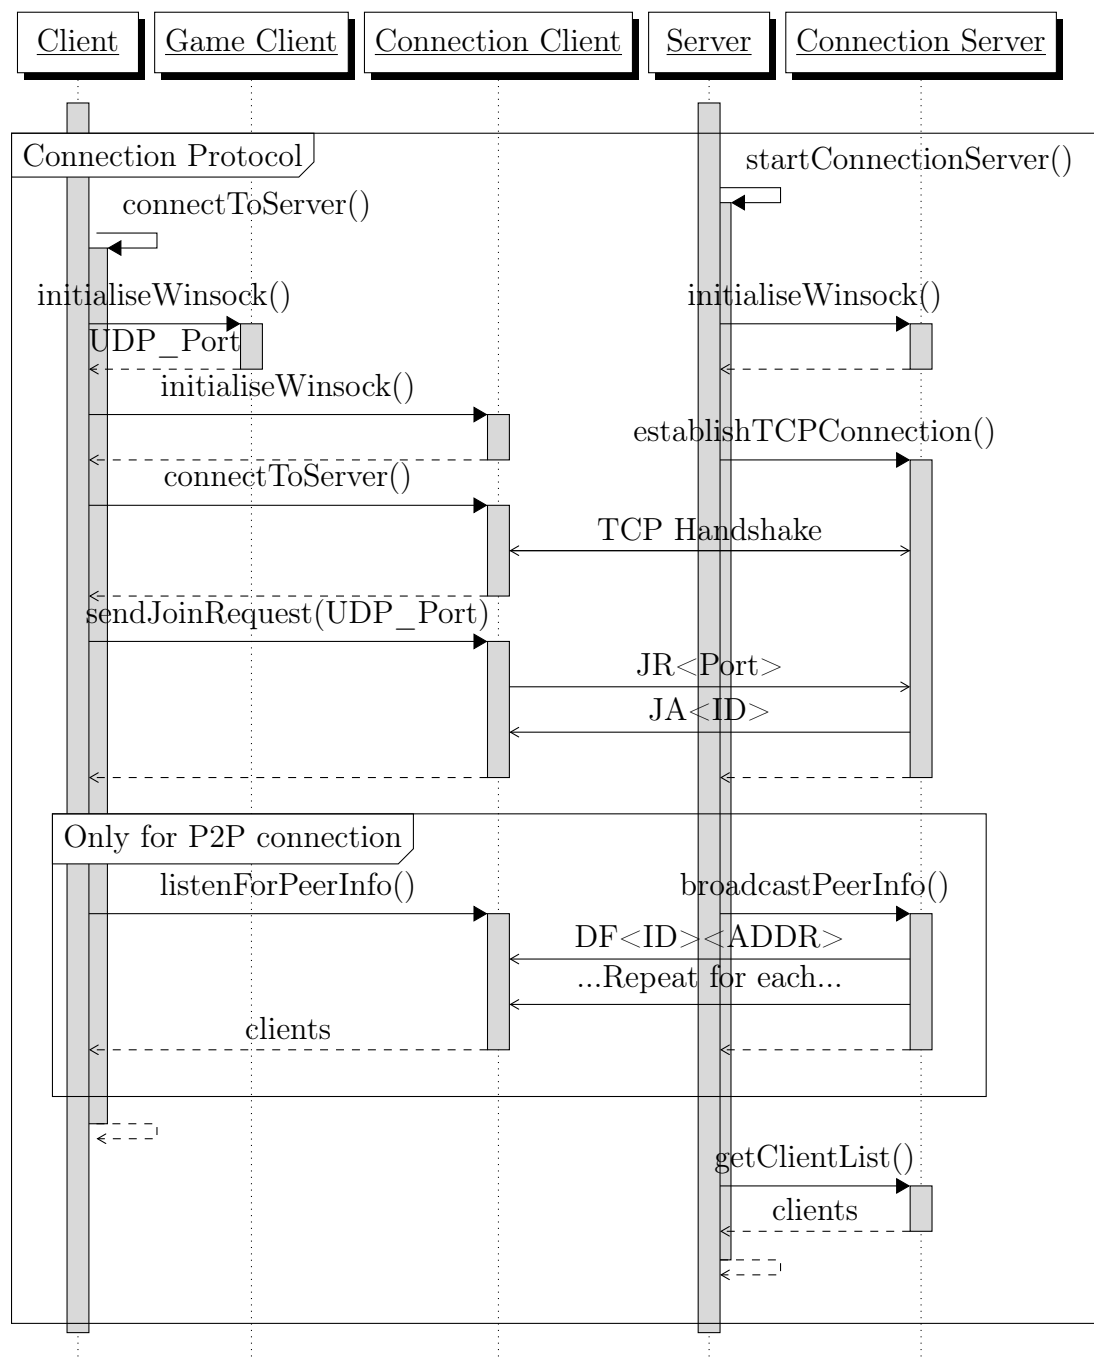 Client
Game Client
Connection Client
Server
Connection Server
Connection Protocol
startConnectionServer()
connectToServer()
initialiseWinsock()
initialiseWinsock()
UDP_Port
initialiseWinsock()
establishTCPConnection()
connectToServer()
TCP Handshake
sendJoinRequest(UDP_Port)
JR<Port>
JA<ID>
Only for P2P connection
listenForPeerInfo()
broadcastPeerInfo()
DF<ID><ADDR>
...Repeat for each...
clients
getClientList()
clients